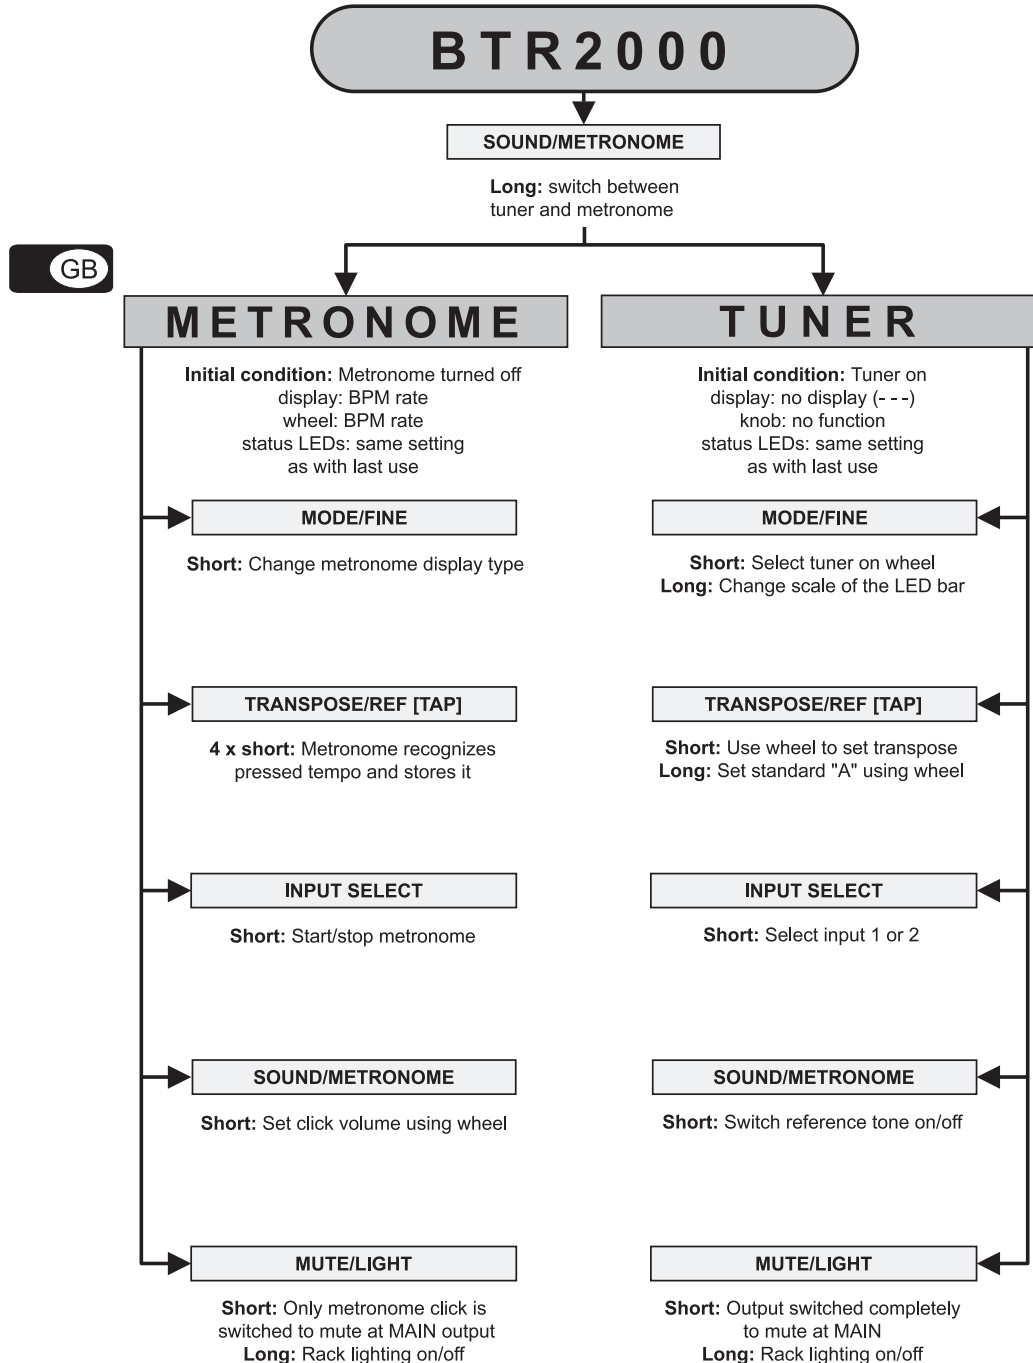 BTR2000
SOUND/METRONOME
Long: switch between
tuner and metronome
GB
METRONOME
Initial condition: Metronome turned off
display: BPM rate
wheel: BPM rate
status LEDs: same setting
as with last use
MODE/FINE
Short: Change metronome display type
TRANSPOSE/REF [TAP]
4 x short: Metronome recognizes
pressed tempo and stores it
INPUT SELECT
Short: Start/stop metronome
SOUND/METRONOME
Short: Set click volume using wheel
MUTE/LIGHT
Short: Only metronome click is
switched to mute at MAIN output
Long: Rack lighting on/off
TUNER
Initial condition: Tuner on
display: no display (- - -)
knob: no function
status LEDs: same setting
as with last use
MODE/FINE
Short: Select tuner on wheel
Long: Change scale of the LED bar
TRANSPOSE/REF [TAP]
Short: Use wheel to set transpose
Long: Set standard "A" using wheel
INPUT SELECT
Short: Select input 1 or 2
SOUND/METRONOME
Short: Switch reference tone on/off
MUTE/LIGHT
Short: Output switched completely
to mute at MAIN
Long: Rack lighting on/off